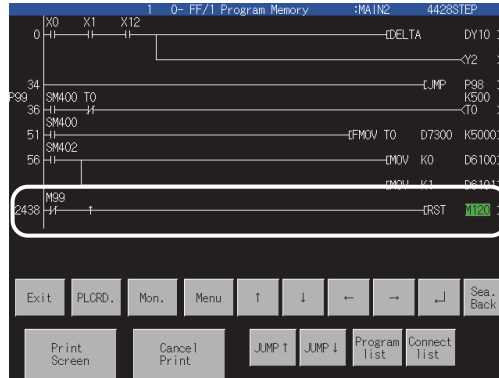 1 0- FF/1 Program Memory :MAIN2 4428STEP
X0 X1 X12
0 [DELTA DY10 ]
<Y2 >
34 [JMP P98 ]
P99 SM400 T0 K500
36 <T0 >
SM400
51 [FMOV T0 D7300 K5000]
SM402
56 [MOV K0 D6100]
[MOV K1 D6101]
M99
2438 ↑ [RST M120 ]
Exit PLCRD. Mon. Menu ↑ ↓ ← → ↵ Sea. Back
Print Screen Cancel Print JUMP↑ JUMP↓ Program list Connect list